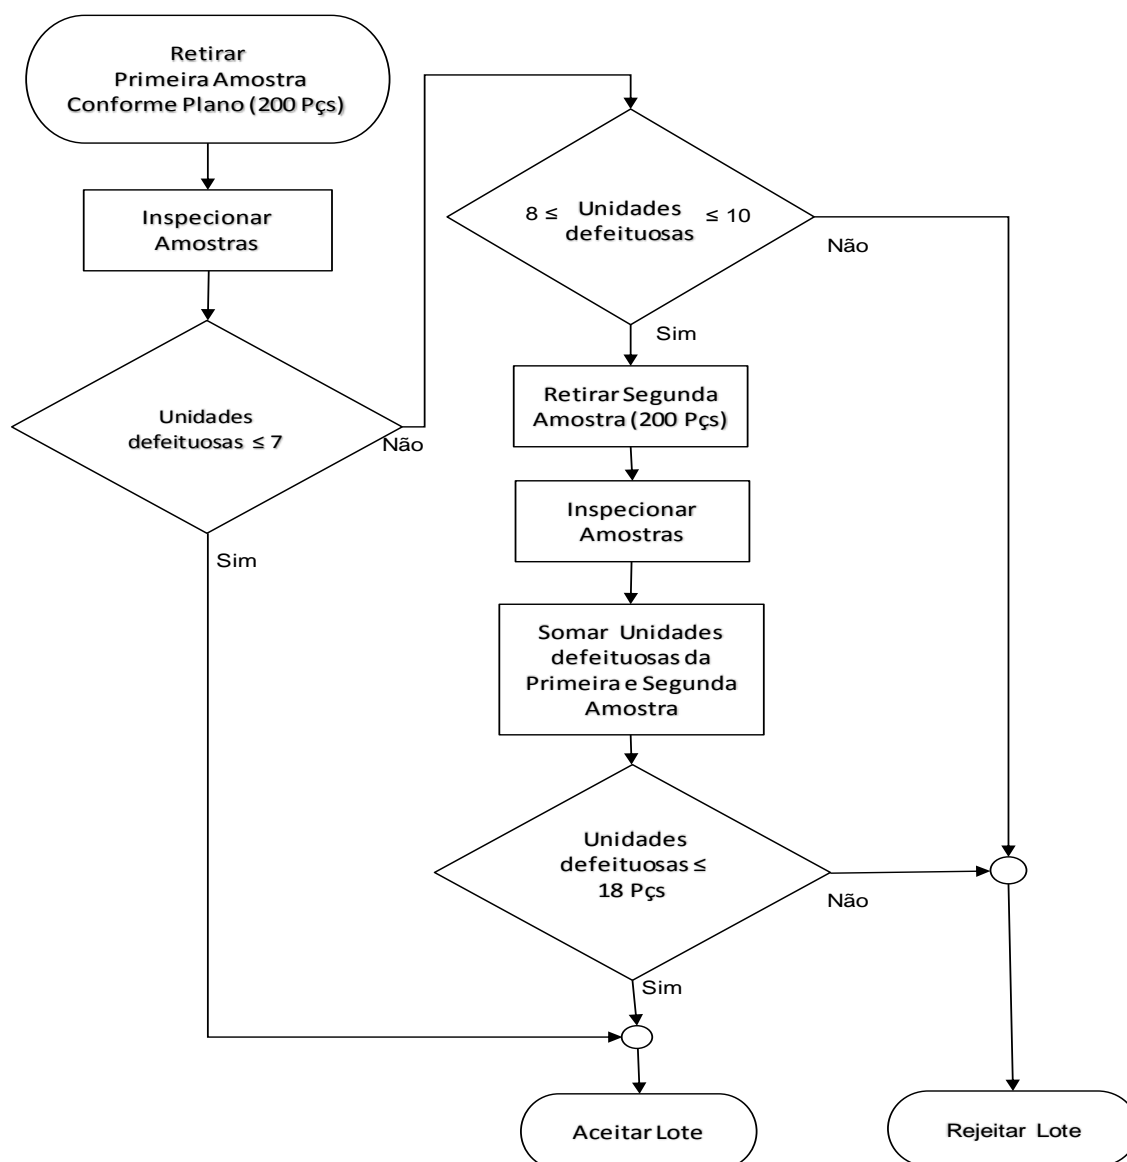 Retirar
Primeira Amostra
Conforme Plano (200 Pçs)
Inspecionar
Amostras
Unidades
defeituosas ≤ 7
Não
Sim
8 ≤ Unidades ≤ 10
defeituosas
Não
Sim
Retirar Segunda
Amostra (200 Pçs)
Inspecionar
Amostras
Somar Unidades
defeituosas da
Primeira e Segunda
Amostra
Unidades
defeituosas ≤
18 Pçs
Não
Sim
Aceitar Lote
Rejeitar Lote